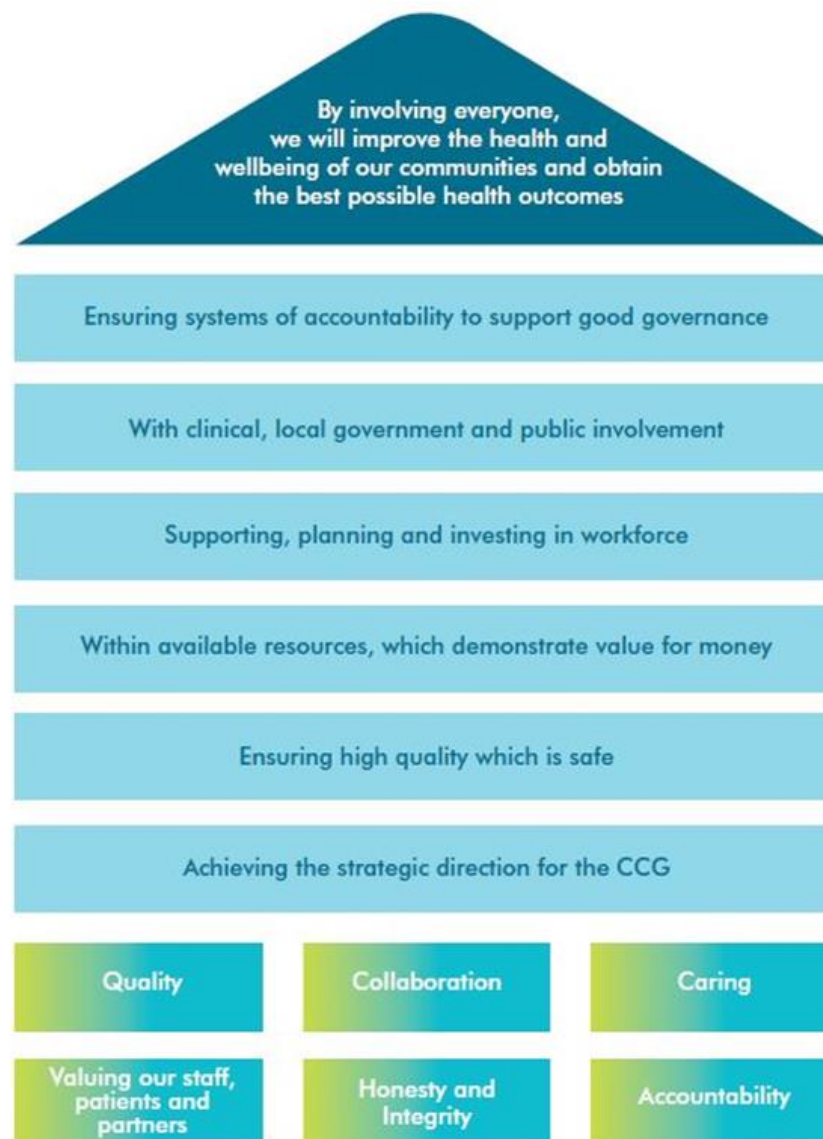 By involving everyone,
we will improve the health and
wellbeing of our communities and obtain
the best possible health outcomes
Ensuring systems of accountability to support good governance
With clinical, local government and public involvement
Supporting, planning and investing in workforce
Within available resources, which demonstrate value for money
Ensuring high quality which is safe
Achieving the strategic direction for the CCG
Quality
Collaboration
Caring
Valuing our staff,
patients and
partners
Honesty and
Integrity
Accountability